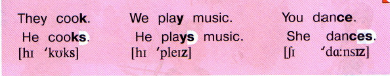 They cook. We play music. You dance.
He cooks. He plays music. She dances.
[hɪ ˈkʊks] [hɪ ˈpleɪz] [ʃɪ ˈdɑːnsɪz]